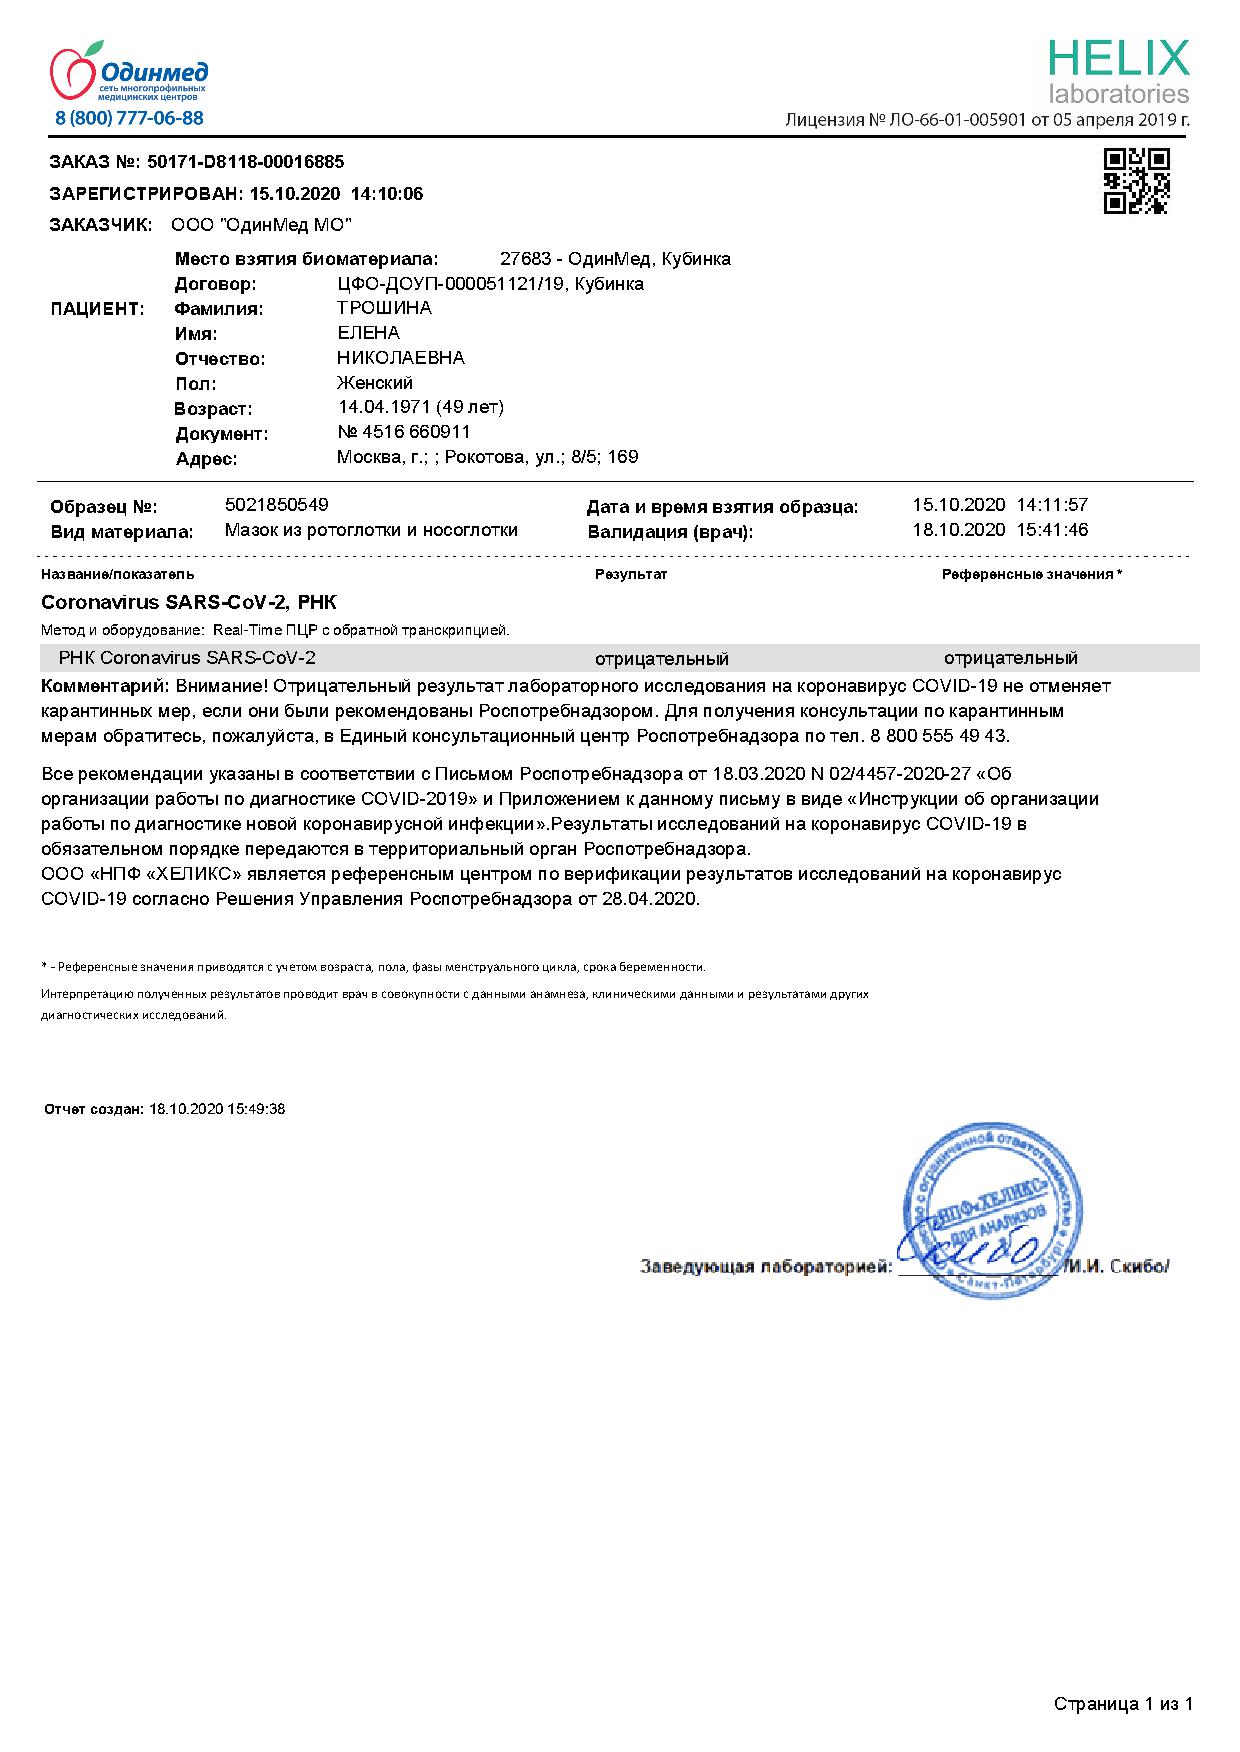 Одинмед
сеть многопрофильных
медицинских центров
8 (800) 777-06-88
HELIX
laboratories
Лицензия № ЛО-66-01-005901 от 05 апреля 2019 г.
ЗАКАЗ №: 50171-D8118-00016885
ЗАРЕГИСТРИРОВАН: 15.10.2020 14:10:06
ЗАКАЗЧИК: ООО "ОдинМед МО"
Место взятия биоматериала: 27683 - ОдинМед, Кубинка
Договор: ЦФО-ДОУП-000051121/19, Кубинка
ПАЦИЕНТ: Фамилия: ТРОШИНА
Имя: ЕЛЕНА
Отчество: НИКОЛАЕВНА
Пол: Женский
Возраст: 14.04.1971 (49 лет)
Документ: № 4516 660911
Адрес: Москва, г.; ; Рокотова, ул.; 8/5; 169
Образец №: 5021850549 Дата и время взятия образца: 15.10.2020 14:11:57
Вид материала: Мазок из ротоглотки и носоглотки Валидация (врач): 18.10.2020 15:41:46
Название/показатель Результат Референсные значения *
Coronavirus SARS-CoV-2, РНК
Метод и оборудование: Real-Time ПЦР с обратной транскрипцией.
РНК Coronavirus SARS-CoV-2 отрицательный отрицательный
Комментарий: Внимание! Отрицательный результат лабораторного исследования на коронавирус COVID-19 не отменяет
карантинных мер, если они были рекомендованы Роспотребнадзором. Для получения консультации по карантинным
мерам обратитесь, пожалуйста, в Единый консультационный центр Роспотребнадзора по тел. 8 800 555 49 43.
Все рекомендации указаны в соответствии с Письмом Роспотребнадзора от 18.03.2020 N 02/4457-2020-27 «Об
организации работы по диагностике COVID-2019» и Приложением к данному письму в виде «Инструкции об организации
работы по диагностике новой коронавирусной инфекции».Результаты исследований на коронавирус COVID-19 в
обязательном порядке передаются в территориальный орган Роспотребнадзора.
ООО «НПФ «ХЕЛИКС» является референсным центром по верификации результатов исследований на коронавирус
COVID-19 согласно Решения Управления Роспотребнадзора от 28.04.2020.
* - Референсные значения приводятся с учетом возраста, пола, фазы менструального цикла, срока беременности.
Интерпретацию полученных результатов проводит врач в совокупности с данными анамнеза, клиническими данными и результатами других
диагностических исследований.
Отчет создан: 18.10.2020 15:49:38
с ограниченной ответственностью
«НПФ«ХЕЛИКС»
ДЛЯ АНАЛИЗОВ
Санкт-Петербург
Скибо
Заведующая лабораторией: /И.И. Скибо/
Страница 1 из 1